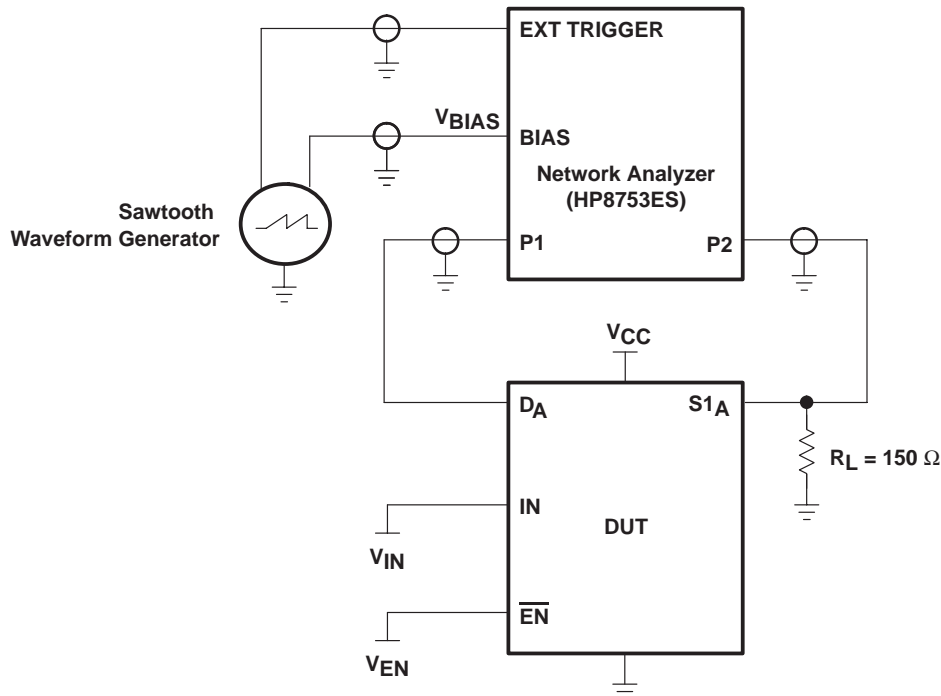 EXT TRIGGER
VBIAS
BIAS
Network Analyzer
(HP8753ES)
Sawtooth
Waveform Generator
P1
P2
VCC
DA
S1A
RL = 150 Ω
IN
DUT
VIN
EN
VEN